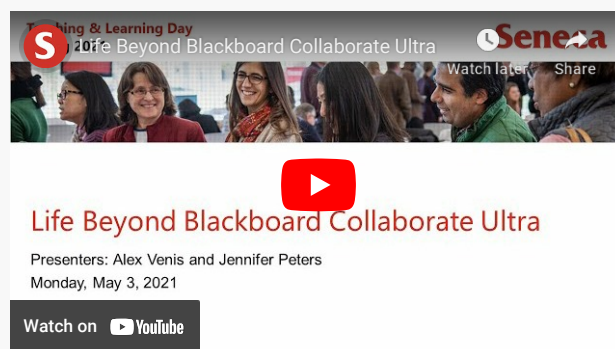 Teaching & Learning Day
2021
S Life Beyond Blackboard Collaborate Ultra
Seneca
Watch later
Share
Life Beyond Blackboard Collaborate Ultra
Presenters: Alex Venis and Jennifer Peters
Monday, May 3, 2021
Watch on YouTube